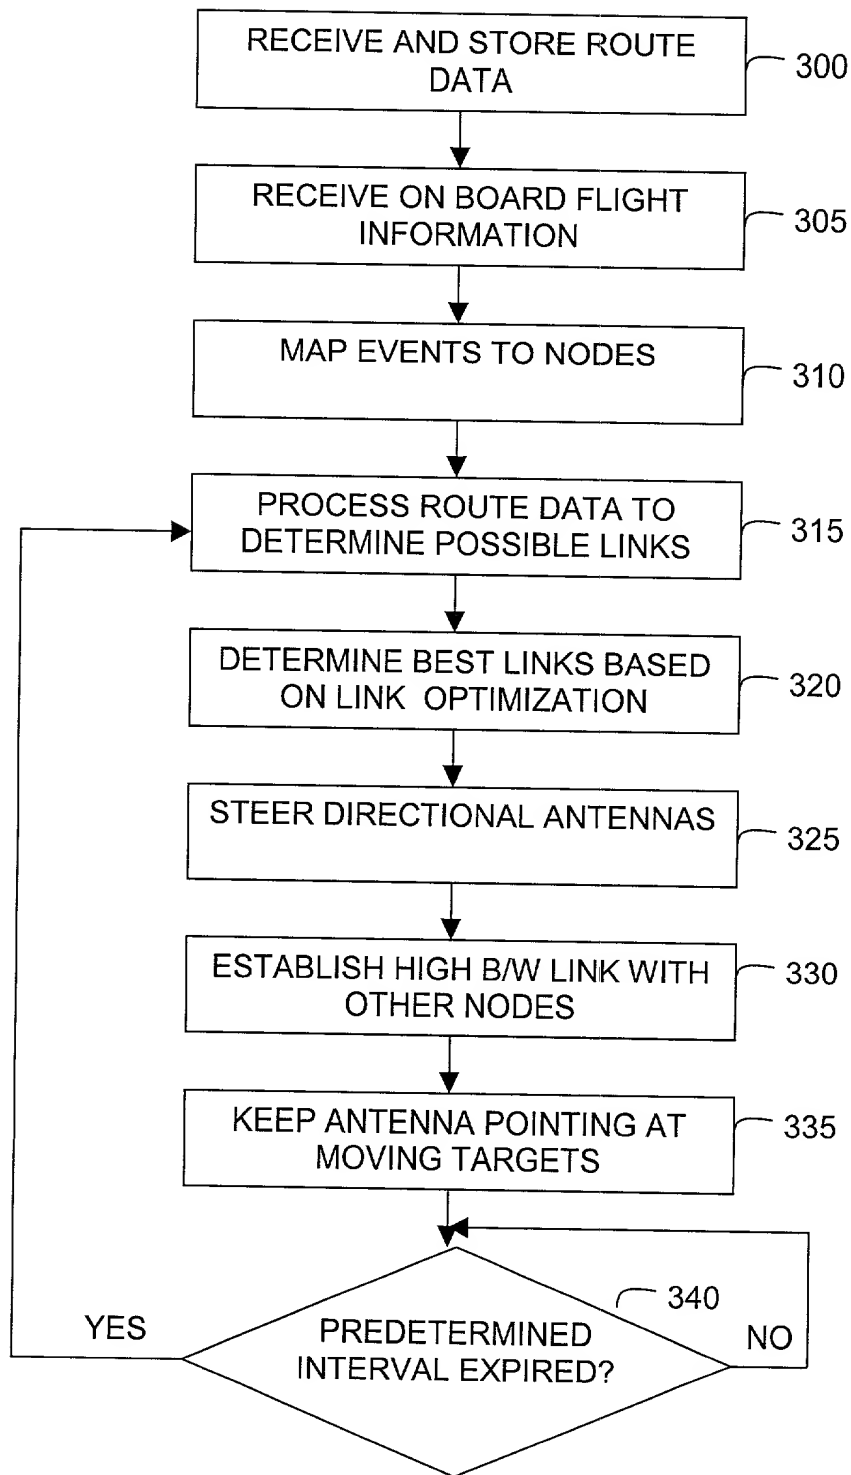 RECEIVE AND STORE ROUTE
DATA
300
RECEIVE ON BOARD FLIGHT
INFORMATION
305
MAP EVENTS TO NODES
310
PROCESS ROUTE DATA TO
DETERMINE POSSIBLE LINKS
315
DETERMINE BEST LINKS BASED
ON LINK OPTIMIZATION
320
STEER DIRECTIONAL ANTENNAS
325
ESTABLISH HIGH B/W LINK WITH
OTHER NODES
330
KEEP ANTENNA POINTING AT
MOVING TARGETS
335
340
YES
PREDETERMINED
INTERVAL EXPIRED?
NO